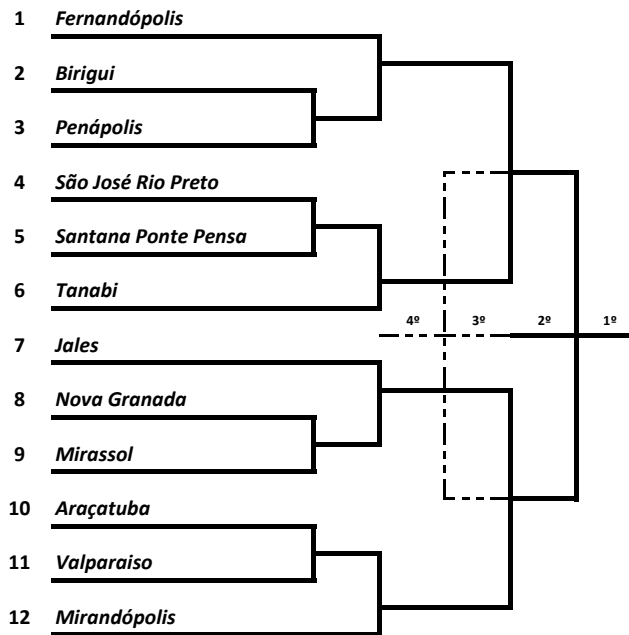 1 Fernandópolis
2 Birigui
3 Penápolis
4 São José Rio Preto
5 Santana Ponte Pensa
6 Tanabi
4º 3º 2º 1º
7 Jales
8 Nova Granada
9 Mirassol
10 Araçatuba
11 Valparaiso
12 Mirandópolis